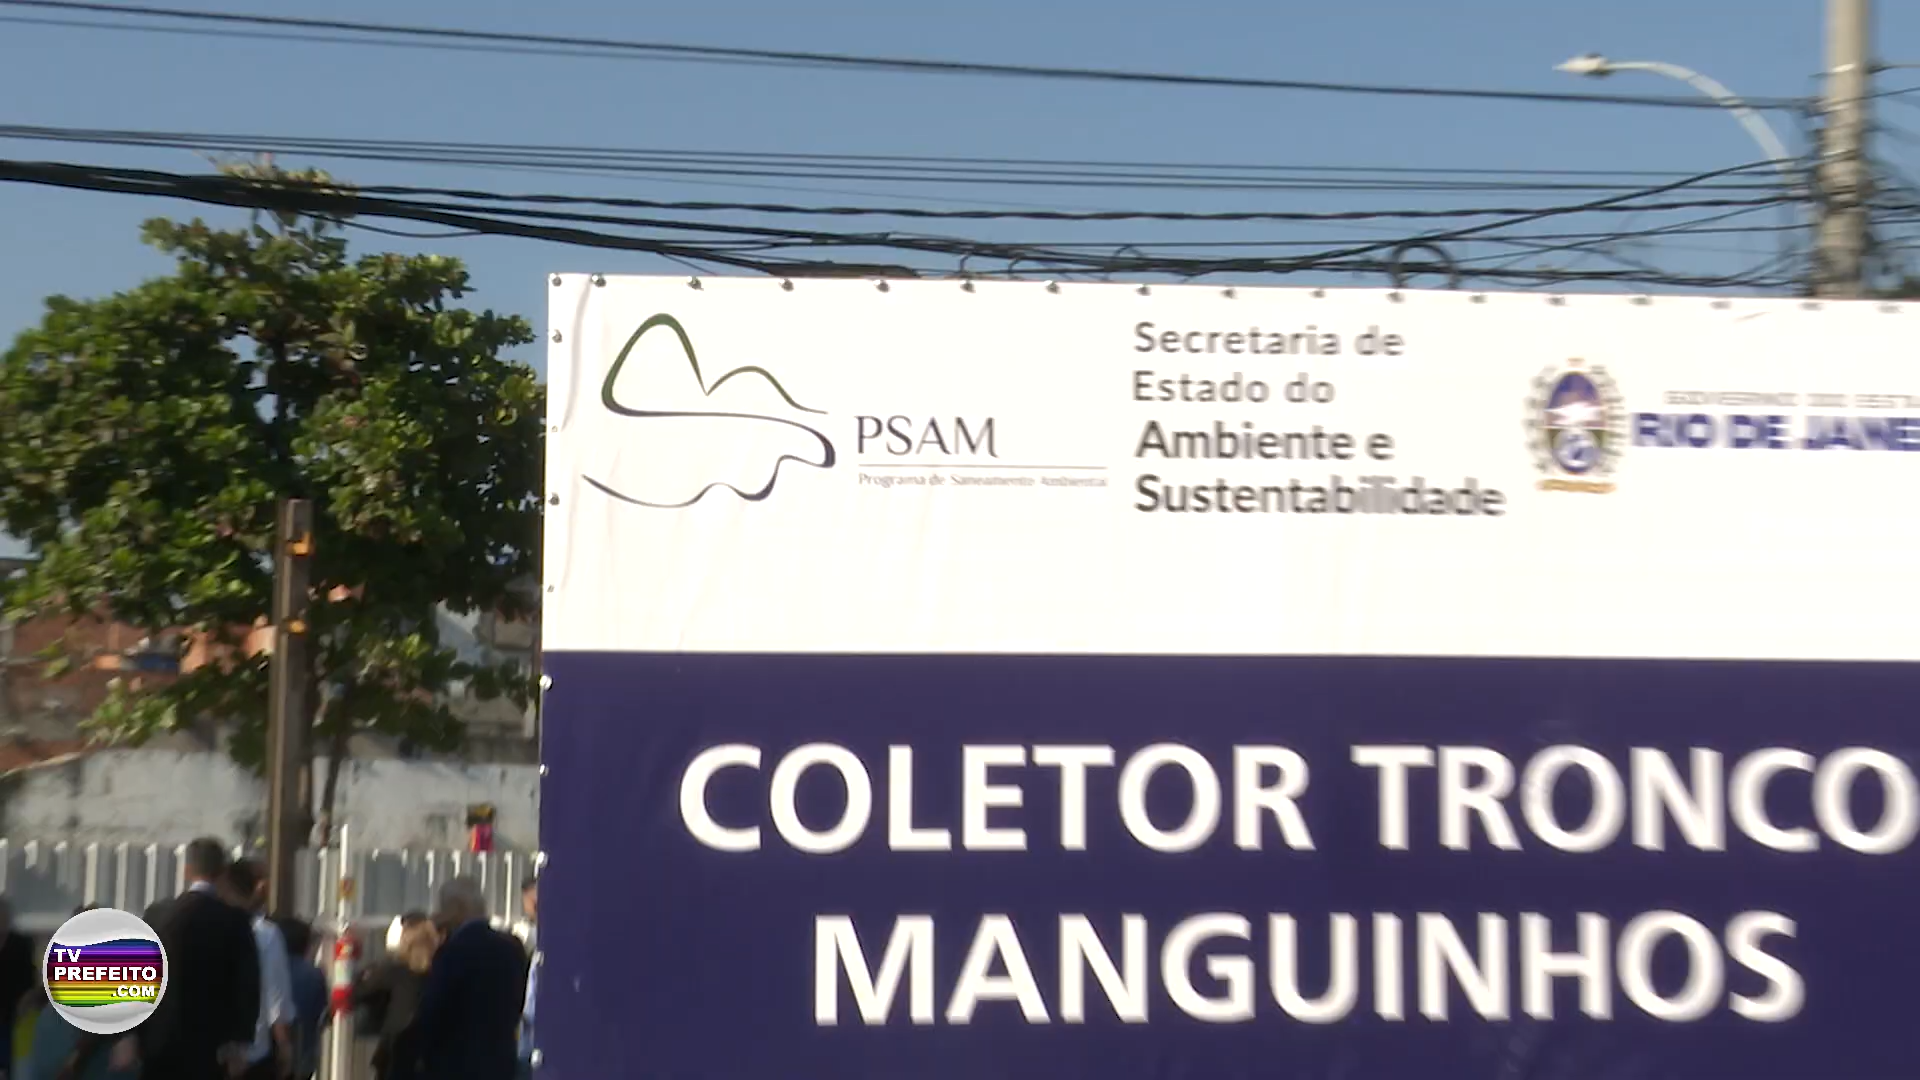 PSAM
Programa de Saneamento Ambiental
Secretaria de
Estado do
Ambiente e
Sustentabilidade
RIO DE JANE
COLETOR TRONCO
MANGUINHOS
TV
PREFEITO
.COM